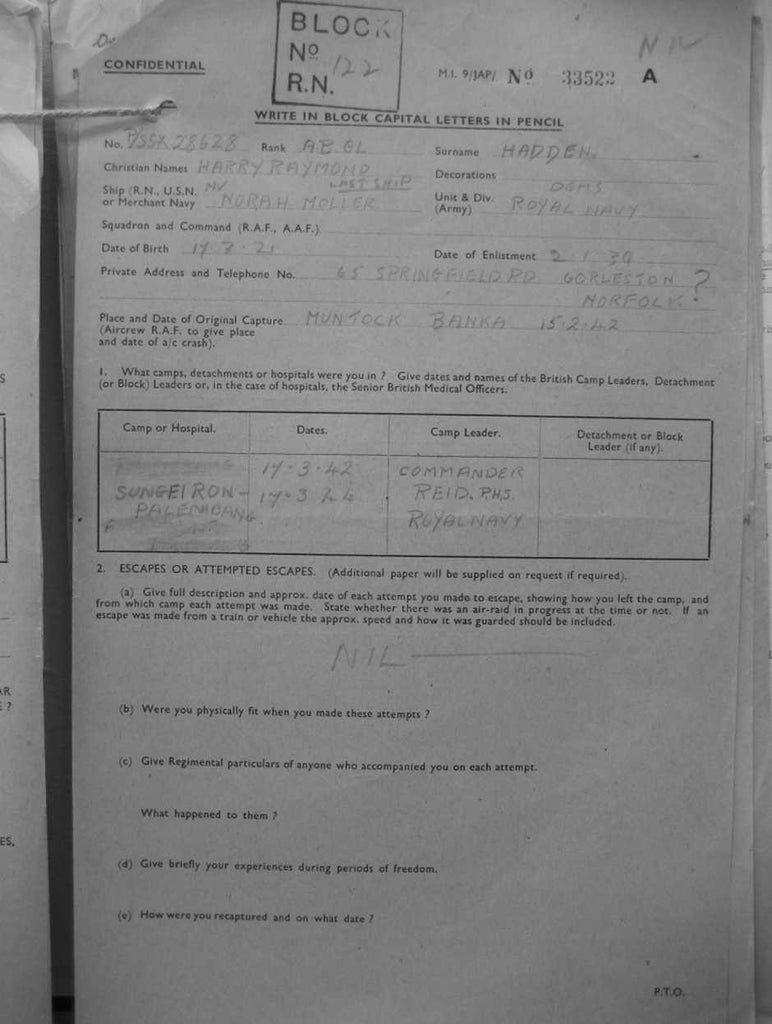 BLOCK
Nº 122
R.N.
NIL
CONFIDENTIAL
M.I. 9/JAP/ Nº 33522 A
WRITE IN BLOCK CAPITAL LETTERS IN PENCIL
No. P/SSX 28628 Rank A.B. Surname HADDEN.
Christian Names HARRY RAYMOND Decorations
Ship (R.N., U.S.N. or Merchant Navy MV NORAH MOLLER LAST SHIP
Unit & Div. (Army) DGMS ROYAL NAVY
Squadron and Command (R.A.F., A.A.F.)
Date of Birth 14.3.21 Date of Enlistment 2.1.39
Private Address and Telephone No. 65 SPRINGFIELD RD GORLESTON ?
NORFOLK.
Place and Date of Original Capture MUNTOCK BANKA 15.2.42
(Aircrew R.A.F. to give place
and date of a/c crash).
1. What camps, detachments or hospitals were you in ? Give dates and names of the British Camp Leaders, Detachment
(or Block) Leaders or, in the case of hospitals, the Senior British Medical Officers.
Camp or Hospital. Dates. Camp Leader. Detachment or Block
Leader (if any).
14-3-42 COMMANDER
SUNGEI RON- 14-3 44 REID. P.H.S.
PALEMBANG ROYAL NAVY
2. ESCAPES OR ATTEMPTED ESCAPES. (Additional paper will be supplied on request if required).
(a) Give full description and approx. date of each attempt you made to escape, showing how you left the camp, and
from which camp each attempt was made. State whether there was an air-raid in progress at the time or not. If an
escape was made from a train or vehicle the approx. speed and how it was guarded should be included.
NIL
(b) Were you physically fit when you made these attempts ?
(c) Give Regimental particulars of anyone who accompanied you on each attempt.
What happened to them ?
(d) Give briefly your experiences during periods of freedom.
(e) How were you recaptured and on what date ?
P.T.O.